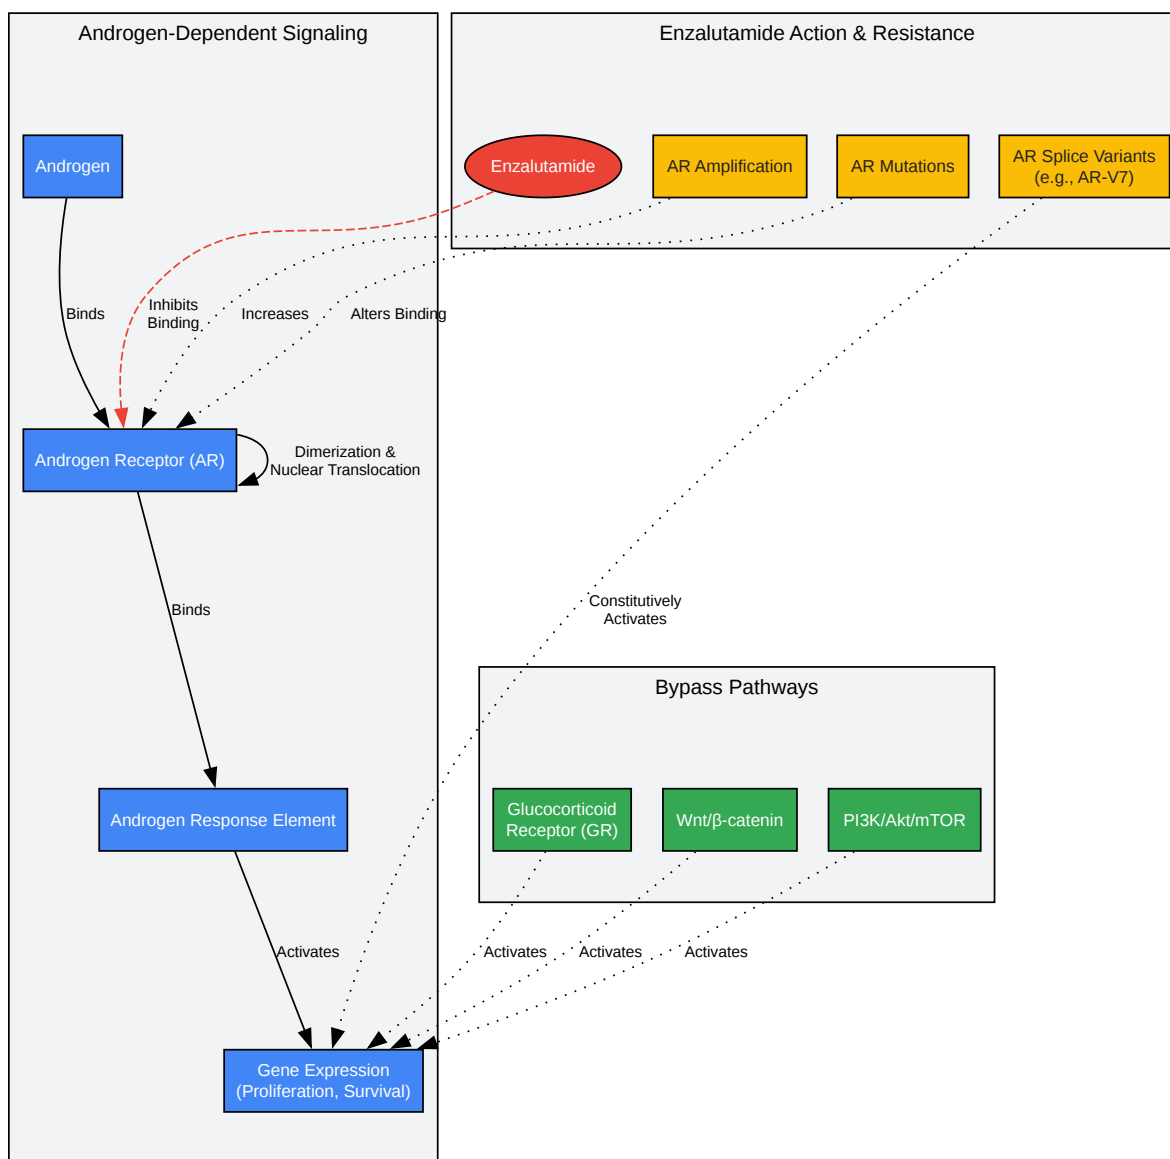 Androgen-Dependent Signaling
Enzalutamide Action & Resistance
Androgen
Enzalutamide
AR Amplification
AR Mutations
AR Splice Variants
(e.g., AR-V7)
Binds
Inhibits
Binding
Increases
Alters Binding
Androgen Receptor (AR)
Dimerization &
Nuclear Translocation
Binds
Constitutively
Activates
Bypass Pathways
Androgen Response Element
Glucocorticoid
Receptor (GR)
Wnt/β-catenin
PI3K/Akt/mTOR
Activates
Activates
Activates
Activates
Gene Expression
(Proliferation, Survival)